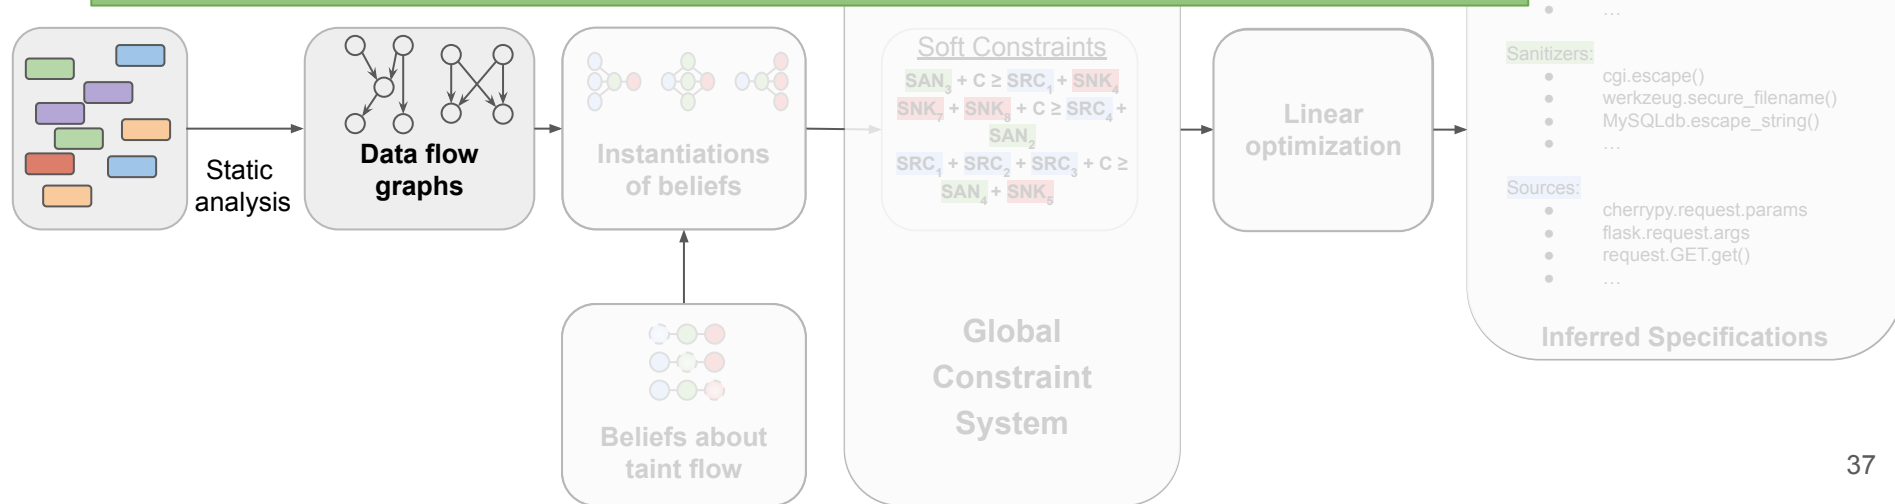 Static
analysis
Data flow
graphs
Instantiations
of beliefs
Beliefs about
taint flow
Soft Constraints
SAN₃ + C ≥ SRC₁ + SNK₄
SNK₇ + SNK₈ + C ≥ SRC₄ +
SAN₂
SRC₁ + SRC₂ + SRC₃ + C ≥
SAN₄ + SNK₅
Global
Constraint
System
Linear
optimization
● …
Sanitizers:
● cgi.escape()
● werkzeug.secure_filename()
● MySQLdb.escape_string()
● …
Sources:
● cherrypy.request.params
● flask.request.args
● request.GET.get()
● …
Inferred Specifications
37